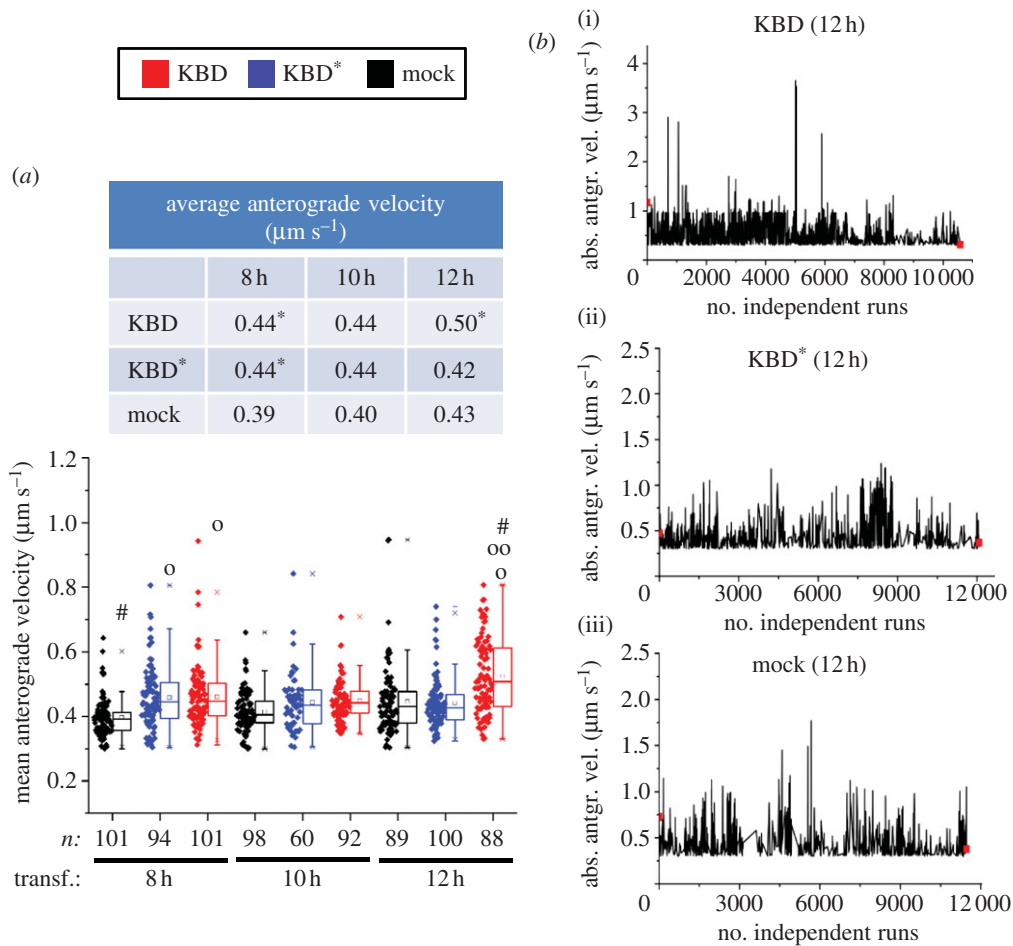 KBD KBD* mock
(a)
average anterograde velocity
(µm s−1)
8 h 10 h 12 h
KBD 0.44* 0.44 0.50*
KBD* 0.44* 0.44 0.42
mock 0.39 0.40 0.43
mean anterograde velocity (µm s−1)
1.2
1.0
0.8
0.6
0.4
0.2
#
o
o
#
oo
o
n: 101 94 101 98 60 92 89 100 88
transf.: 8 h 10 h 12 h
(b)
(i)
KBD (12 h)
abs. antgr. vel. (µm s−1)
4
3
2
1
0 2000 4000 6000 8000 10 000
no. independent runs
(ii)
KBD* (12 h)
abs. antgr. vel. (µm s−1)
2.5
2.0
1.5
1.0
0.5
0 3000 6000 9000 12 000
no. independent runs
(iii)
mock (12 h)
abs. antgr. vel. (µm s−1)
2.5
2.0
1.5
1.0
0.5
0 3000 6000 9000 12 000
no. independent runs